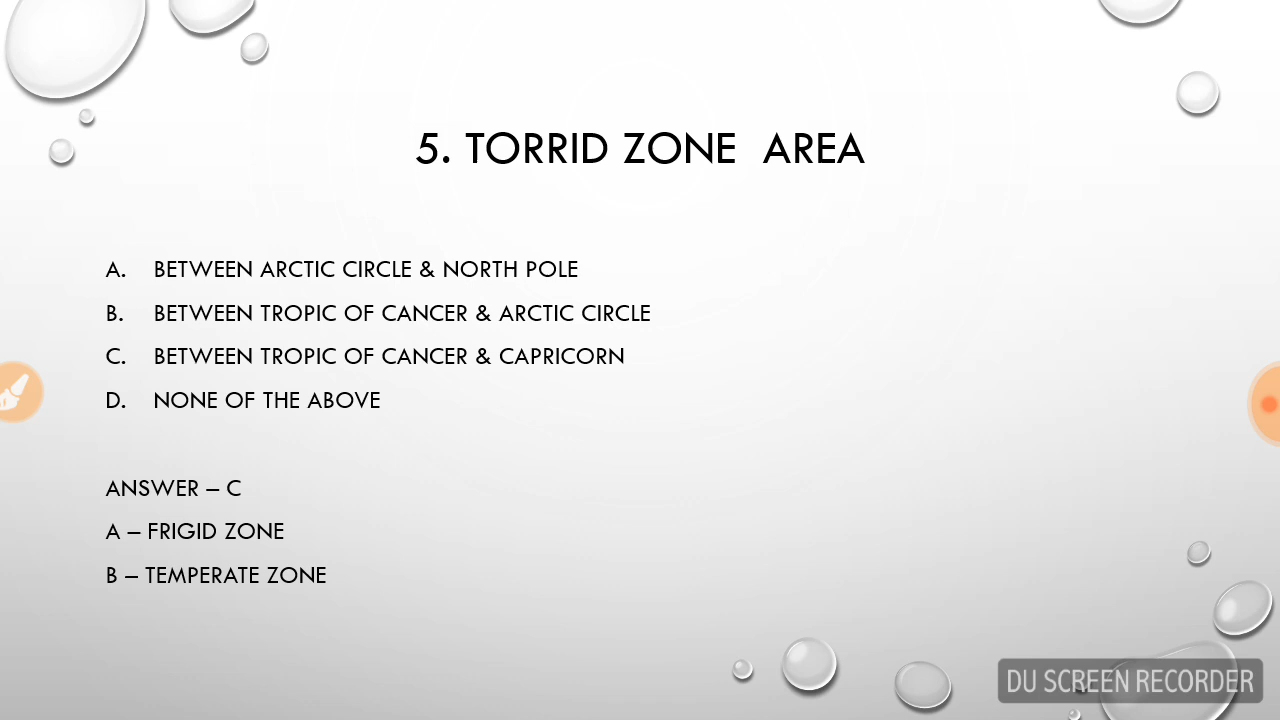 5. TORRID ZONE AREA
A. BETWEEN ARCTIC CIRCLE & NORTH POLE
B. BETWEEN TROPIC OF CANCER & ARCTIC CIRCLE
C. BETWEEN TROPIC OF CANCER & CAPRICORN
D. NONE OF THE ABOVE
ANSWER – C
A – FRIGID ZONE
B – TEMPERATE ZONE
DU SCREEN RECORDER